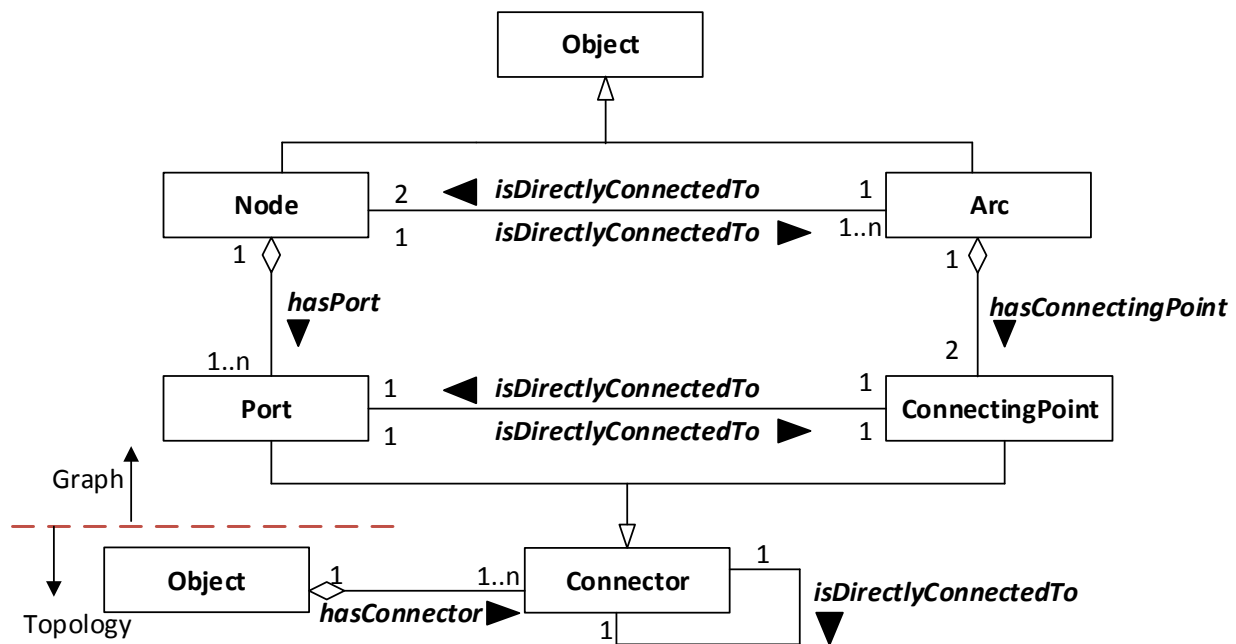 Object
2 isDirectlyConnectedTo 1
Node Arc
1 isDirectlyConnectedTo 1..n
1 1
hasPort hasConnectingPoint
1..n 2
1 isDirectlyConnectedTo 1
Port ConnectingPoint
1 isDirectlyConnectedTo 1
Graph
Object 1 1..n Connector 1
hasConnector isDirectlyConnectedTo
Topology 1